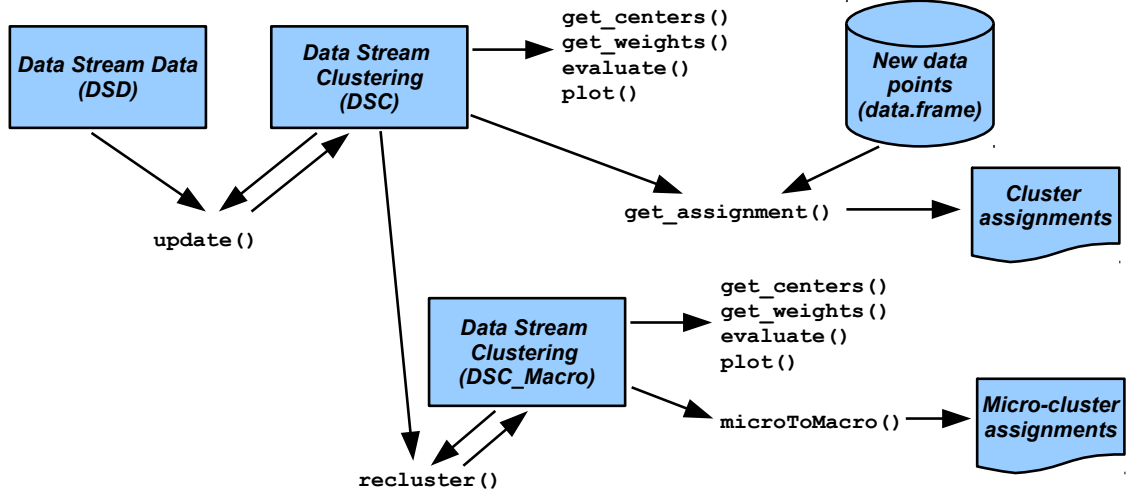 Data Stream Data
(DSD)
Data Stream
Clustering
(DSC)
get_centers()
get_weights()
evaluate()
plot()
New data
points
(data.frame)
update()
get_assignment()
Cluster
assignments
Data Stream
Clustering
(DSC_Macro)
get_centers()
get_weights()
evaluate()
plot()
microToMacro()
Micro-cluster
assignments
recluster()